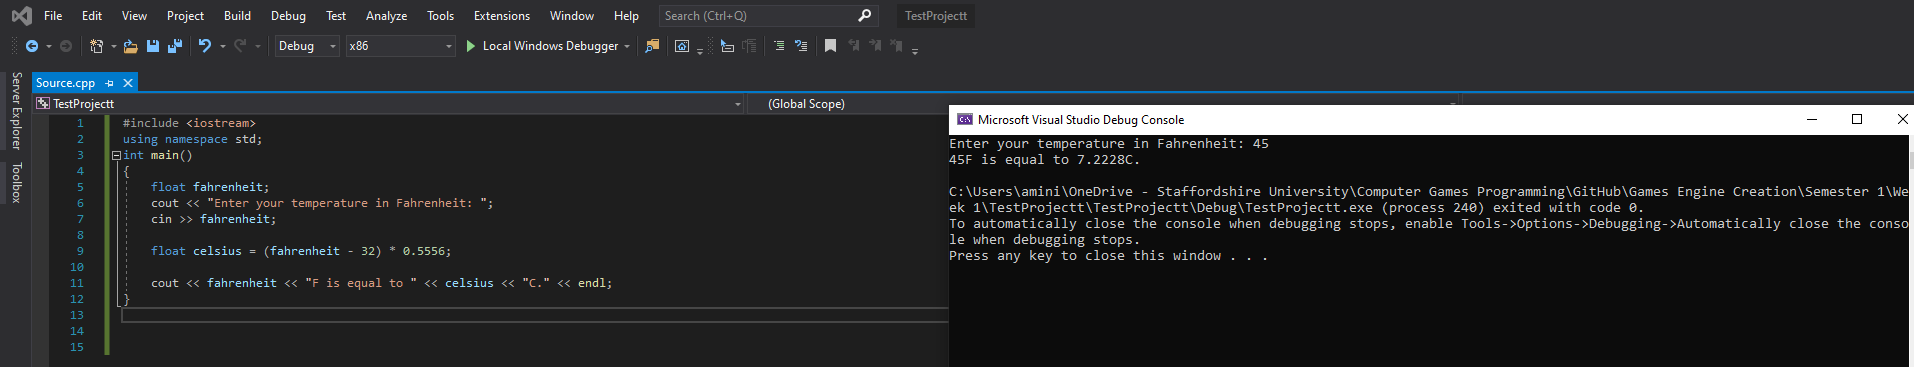 File Edit View Project Build Debug Test Analyze Tools Extensions Window Help Search (Ctrl+Q) TestProjectt
Debug x86 Local Windows Debugger
Server Explorer
Toolbox
Source.cpp
TestProjectt (Global Scope)
1 #include <iostream>
2 using namespace std;
3 int main()
4 {
5 float fahrenheit;
6 cout << "Enter your temperature in Fahrenheit: ";
7 cin >> fahrenheit;
8
9 float celsius = (fahrenheit - 32) * 0.5556;
10
11 cout << fahrenheit << "F is equal to " << celsius << "C." << endl;
12 }
13
14
15
Microsoft Visual Studio Debug Console
Enter your temperature in Fahrenheit: 45
45F is equal to 7.2228C.
C:\Users\amini\OneDrive - Staffordshire University\Computer Games Programming\GitHub\Games Engine Creation\Semester 1\We
ek 1\TestProjectt\TestProjectt\Debug\TestProjectt.exe (process 240) exited with code 0.
To automatically close the console when debugging stops, enable Tools->Options->Debugging->Automatically close the conso
le when debugging stops.
Press any key to close this window . . .